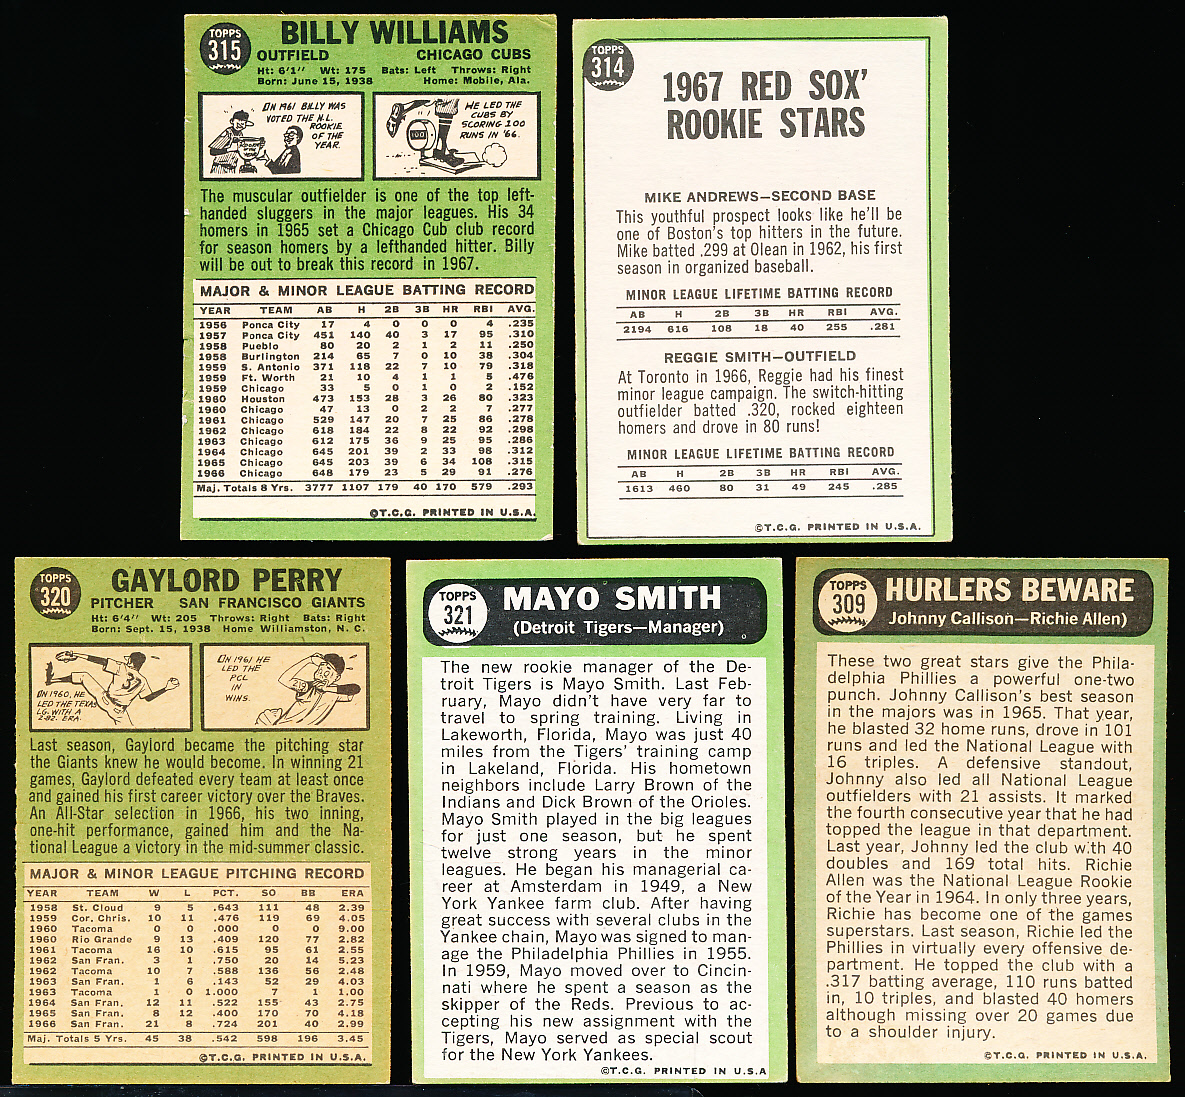 TOPPS
315
BILLY WILLIAMS
OUTFIELD CHICAGO CUBS
Ht: 6'1" Wt: 175 Bats: Left Throws: Right
Born: June 15, 1938 Home: Mobile, Ala.
ON 1961 BILLY WAS
VOTED THE N.L.
ROOKIE
OF THE
YEAR.
HE LED THE
CUBS BY
SCORING 100
RUNS IN '66.
100
The muscular outfielder is one of the top left-
handed sluggers in the major leagues. His 34
homers in 1965 set a Chicago Cub club record
for season homers by a lefthanded hitter. Billy
will be out to break this record in 1967.
MAJOR & MINOR LEAGUE BATTING RECORD
YEAR TEAM AB H 2B 3B HR RBI AVG.
1956 Ponca City 17 4 0 0 0 4 .235
1957 Ponca City 451 140 40 3 17 95 .310
1958 Pueblo 80 20 2 1 2 11 .250
1958 Burlington 214 65 7 0 10 38 .304
1959 S. Antonio 371 118 22 7 10 79 .318
1959 Ft. Worth 21 10 4 1 1 5 .476
1959 Chicago 33 5 0 1 0 2 .152
1960 Houston 473 153 28 3 26 80 .323
1960 Chicago 47 13 0 2 2 7 .277
1961 Chicago 529 147 20 7 25 86 .278
1962 Chicago 618 184 22 8 22 92 .298
1963 Chicago 612 175 36 9 25 95 .286
1964 Chicago 645 201 39 2 33 98 .312
1965 Chicago 645 203 39 6 34 108 .315
1966 Chicago 648 179 23 5 29 91 .276
Maj. Totals 8 Yrs. 3777 1107 179 40 170 579 .293
©T.C.G. PRINTED IN U.S.A.
TOPPS
314
1967 RED SOX'
ROOKIE STARS
MIKE ANDREWS—SECOND BASE
This youthful prospect looks like he'll be
one of Boston's top hitters in the future.
Mike batted .299 at Olean in 1962, his first
season in organized baseball.
MINOR LEAGUE LIFETIME BATTING RECORD
AB H 2B 3B HR RBI AVG.
2194 616 108 18 40 255 .281
REGGIE SMITH—OUTFIELD
At Toronto in 1966, Reggie had his finest
minor league campaign. The switch-hitting
outfielder batted .320, rocked eighteen
homers and drove in 80 runs!
MINOR LEAGUE LIFETIME BATTING RECORD
AB H 2B 3B HR RBI AVG.
1613 460 80 31 49 245 .285
©T.C.G. PRINTED IN U.S.A.
TOPPS
320
GAYLORD PERRY
PITCHER SAN FRANCISCO GIANTS
Ht: 6'4" Wt: 205 Throws: Right Bats: Right
Born: Sept. 15, 1938 Home Williamston, N. C.
ON 1960, HE
LED THE TEXAS
LG. WITH A
2.82. ERA.
ON 1961 HE
LED THE
PCL
IN
WINS.
Last season, Gaylord became the pitching star
the Giants knew he would become. In winning 21
games, Gaylord defeated every team at least once
and gained his first career victory over the Braves.
An All-Star selection in 1966, his two inning,
one-hit performance, gained him and the Na-
tional League a victory in the mid-summer classic.
MAJOR & MINOR LEAGUE PITCHING RECORD
YEAR TEAM W L PCT. SO BB ERA
1958 St. Cloud 9 5 .643 111 48 2.39
1959 Cor. Chris. 10 11 .476 119 69 4.05
1960 Tacoma 0 0 .000 0 0 9.00
1960 Rio Grande 9 13 .409 120 77 2.82
1961 Tacoma 16 10 .615 95 61 2.55
1962 San Fran. 3 1 .750 20 14 5.23
1962 Tacoma 10 7 .588 136 56 2.48
1963 San Fran. 1 6 .143 52 29 4.03
1963 Tacoma 1 0 1.000 7 1 1.00
1964 San Fran. 12 11 .522 155 43 2.75
1965 San Fran. 8 12 .400 170 70 4.18
1966 San Fran. 21 8 .724 201 40 2.99
Maj. Totals 5 Yrs. 45 38 .542 598 196 3.45
©T.C.G. PRINTED IN U.S.A.
TOPPS
321
MAYO SMITH
(Detroit Tigers—Manager)
The new rookie manager of the De-
troit Tigers is Mayo Smith. Last Feb-
ruary, Mayo didn't have very far to
travel to spring training. Living in
Lakeworth, Florida, Mayo was just 40
miles from the Tigers' training camp
in Lakeland, Florida. His hometown
neighbors include Larry Brown of the
Indians and Dick Brown of the Orioles.
Mayo Smith played in the big leagues
for just one season, but he spent
twelve strong years in the minor
leagues. He began his managerial ca-
reer at Amsterdam in 1949, a New
York Yankee farm club. After having
great success with several clubs in the
Yankee chain, Mayo was signed to man-
age the Philadelphia Phillies in 1955.
In 1959, Mayo moved over to Cincin-
nati where he spent a season as the
skipper of the Reds. Previous to ac-
cepting his new assignment with the
Tigers, Mayo served as special scout
for the New York Yankees.
©T.C.G. PRINTED IN U.S.A
TOPPS
309
HURLERS BEWARE
Johnny Callison—Richie Allen)
These two great stars give the Phila-
delphia Phillies a powerful one-two
punch. Johnny Callison's best season
in the majors was in 1965. That year,
he blasted 32 home runs, drove in 101
runs and led the National League with
16 triples. A defensive standout,
Johnny also led all National League
outfielders with 21 assists. It marked
the fourth consecutive year that he had
topped the league in that department.
Last year, Johnny led the club with 40
doubles and 169 total hits. Richie
Allen was the National League Rookie
of the Year in 1964. In only three years,
Richie has become one of the games
superstars. Last season, Richie led the
Phillies in virtually every offensive de-
partment. He topped the club with a
.317 batting average, 110 runs batted
in, 10 triples, and blasted 40 homers
although missing over 20 games due
to a shoulder injury.
©T.C.G. PRINTED IN U.S.A.